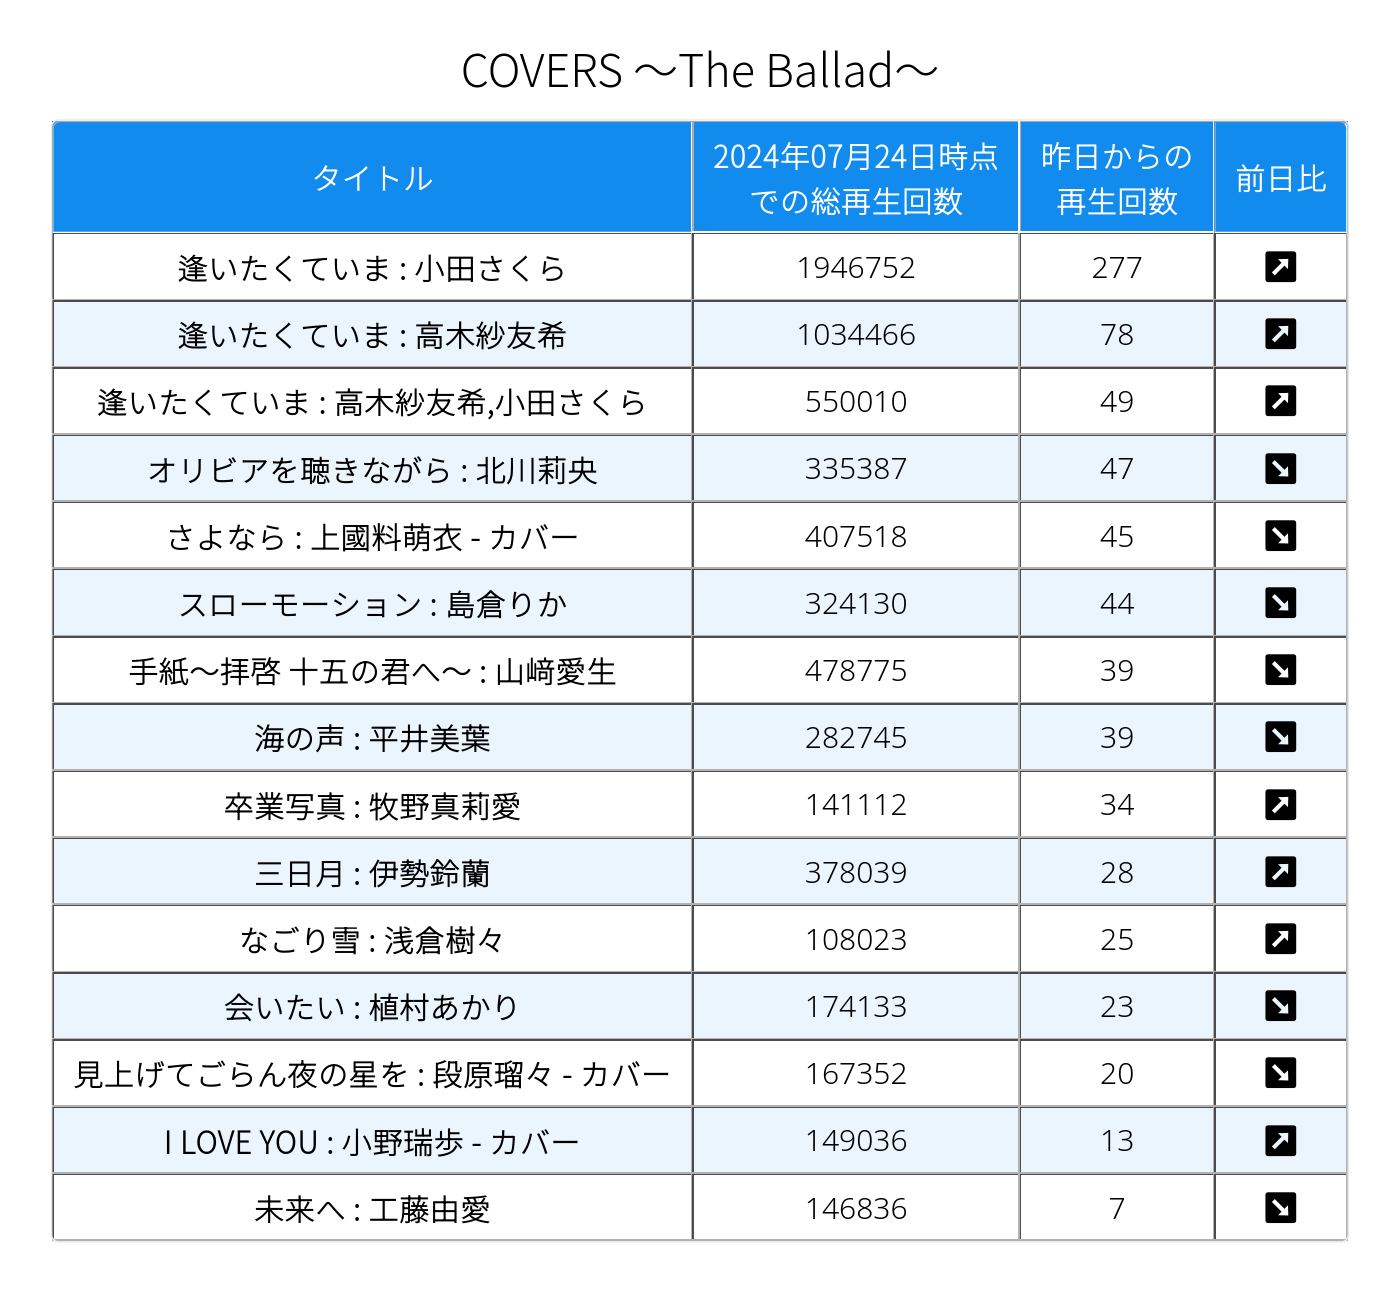 COVERS ～The Ballad～
タイトル 2024年07月24日時点での総再生回数 昨日からの再生回数 前日比
逢いたくていま : 小田さくら 1946752 277 ↗
逢いたくていま : 高木紗友希 1034466 78 ↗
逢いたくていま : 高木紗友希,小田さくら 550010 49 ↗
オリビアを聴きながら : 北川莉央 335387 47 ↘
さよなら : 上國料萌衣 - カバー 407518 45 ↘
スローモーション : 島倉りか 324130 44 ↘
手紙～拝啓 十五の君へ～ : 山﨑愛生 478775 39 ↘
海の声 : 平井美葉 282745 39 ↘
卒業写真 : 牧野真莉愛 141112 34 ↗
三日月 : 伊勢鈴蘭 378039 28 ↗
なごり雪 : 浅倉樹々 108023 25 ↗
会いたい : 植村あかり 174133 23 ↘
見上げてごらん夜の星を : 段原瑠々 - カバー 167352 20 ↘
I LOVE YOU : 小野瑞歩 - カバー 149036 13 ↗
未来へ : 工藤由愛 146836 7 ↘